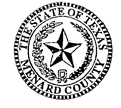 THE STATE OF TEXAS
MENARD COUNTY